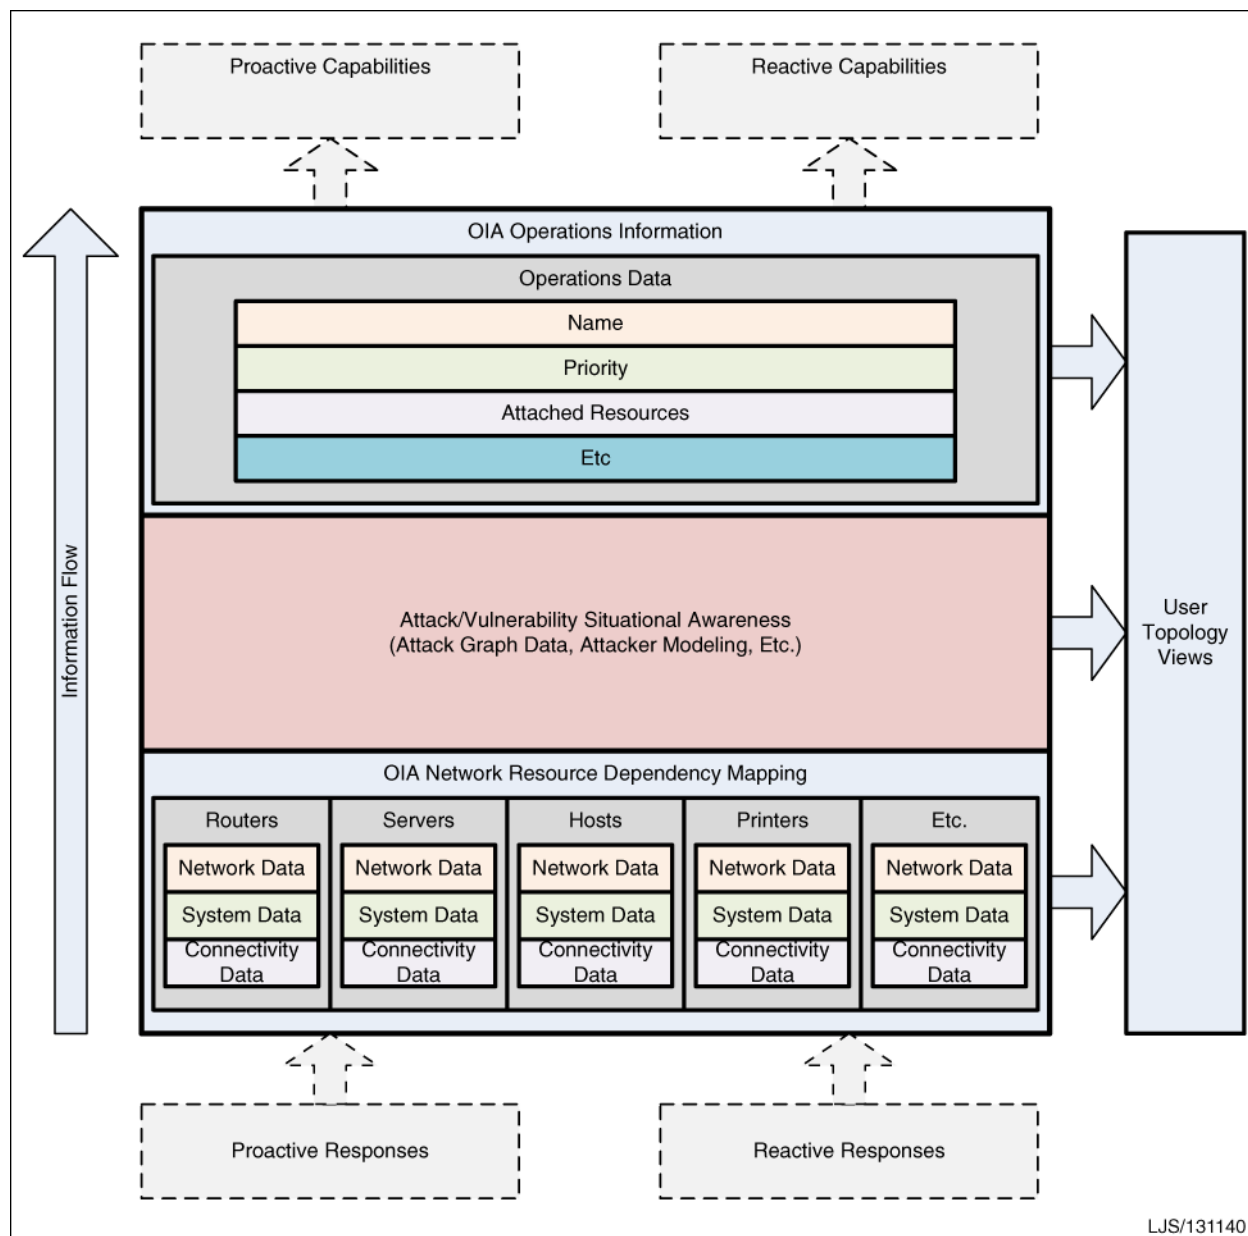 Proactive Capabilities
Reactive Capabilities
OIA Operations Information
Operations Data
Name
Priority
Attached Resources
Etc
Information Flow
Attack/Vulnerability Situational Awareness
(Attack Graph Data, Attacker Modeling, Etc.)
User
Topology
Views
OIA Network Resource Dependency Mapping
Routers
Network Data
System Data
Connectivity
Data
Servers
Network Data
System Data
Connectivity
Data
Hosts
Network Data
System Data
Connectivity
Data
Printers
Network Data
System Data
Connectivity
Data
Etc.
Network Data
System Data
Connectivity
Data
Proactive Responses
Reactive Responses
LJS/131140